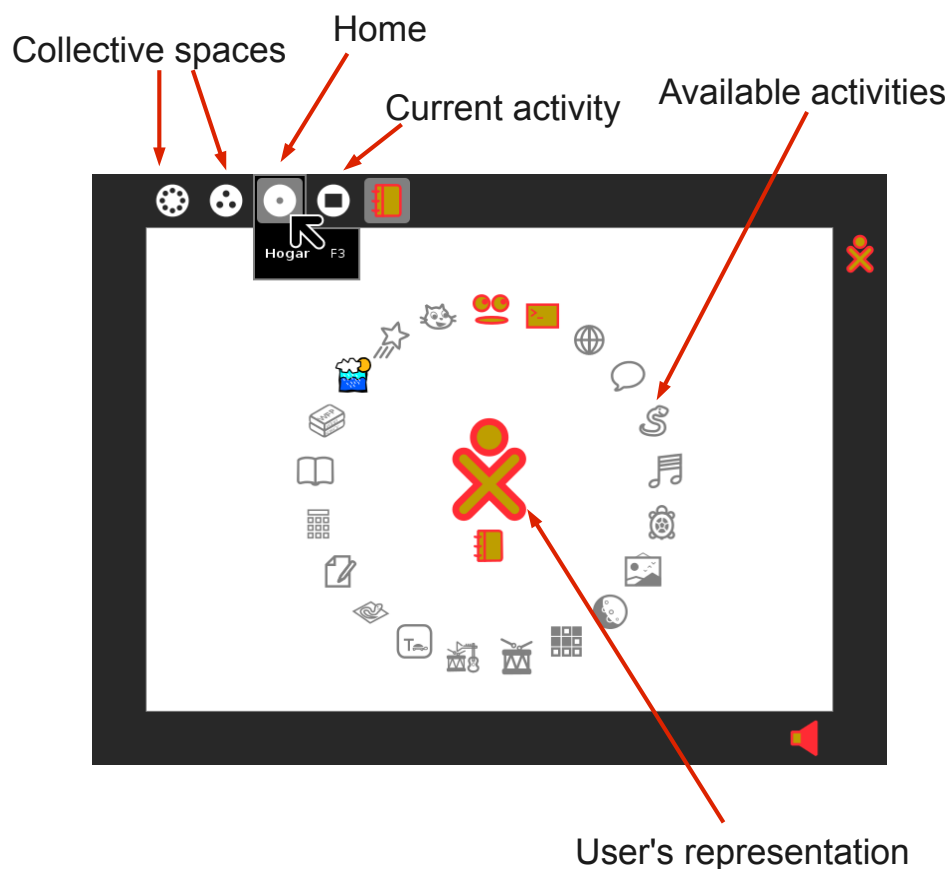 Home
Collective spaces
Current activity
Available activities
Hogar F3
>_
T
User's representation